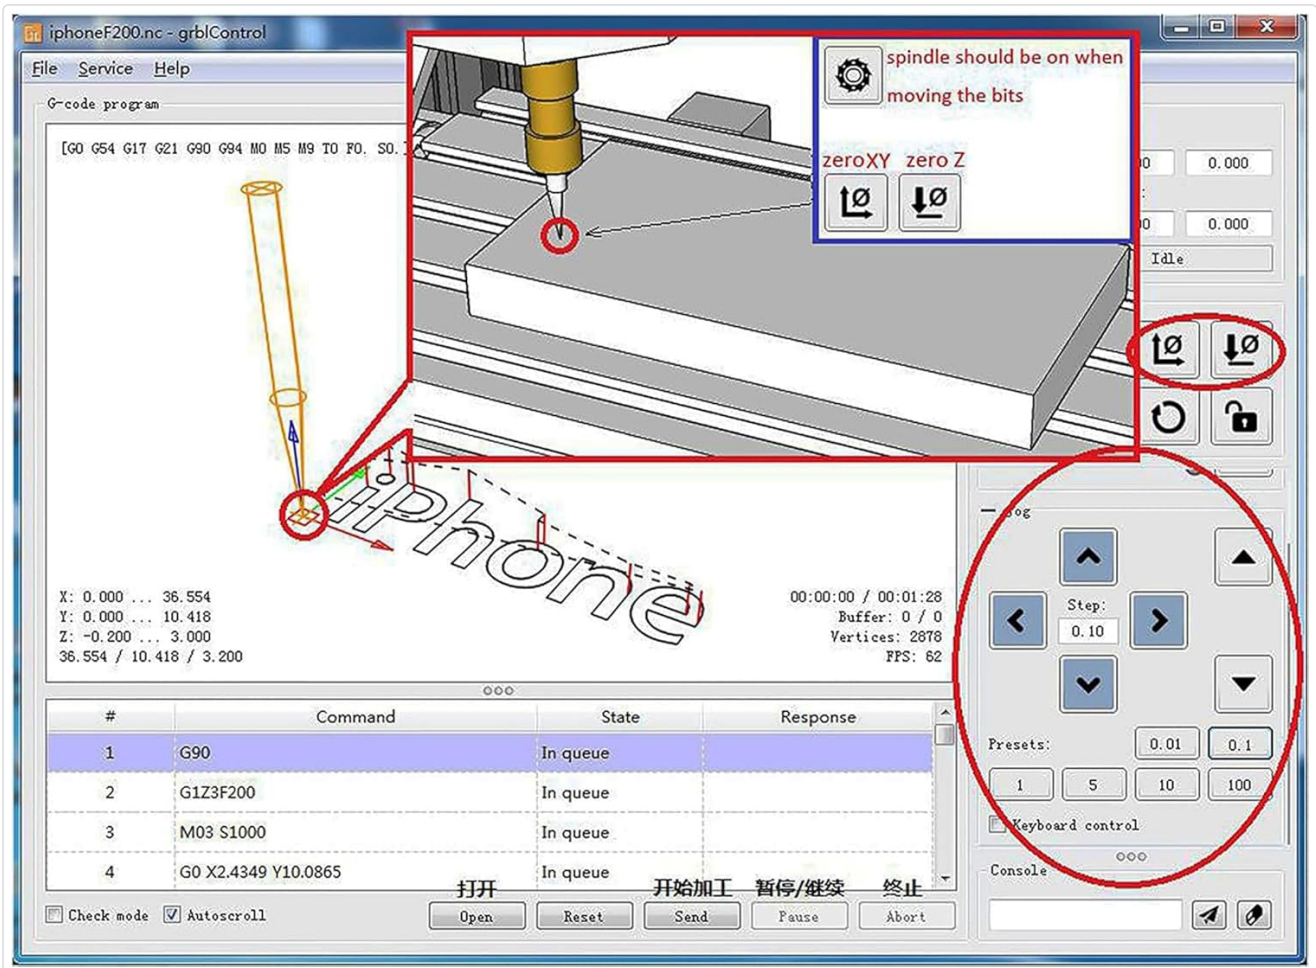 iphoneF200.nc - grblControl
File Service Help
G-code program
[G0 G54 G17 G21 G90 G94 M0 M5 M9 T0 F0. S0.]
spindle should be on when
moving the bits
zeroXY zero Z
0.000
0.000
Idle
X: 0.000 ... 36.554
Y: 0.000 ... 10.418
Z: -0.200 ... 3.000
36.554 / 10.418 / 3.200
iPhone
00:00:00 / 00:01:28
Buffer: 0 / 0
Vertices: 2878
FPS: 62
# Command State Response
1 G90 In queue
2 G1Z3F200 In queue
3 M03 S1000 In queue
4 G0 X2.4349 Y10.0865 In queue
打开 开始加工 暂停/继续 终止
Check mode Autoscroll Open Reset Send Pause Abort
Jog
Step:
0.10
Presets: 0.01 0.1
1 5 10 100
Keyboard control
Console